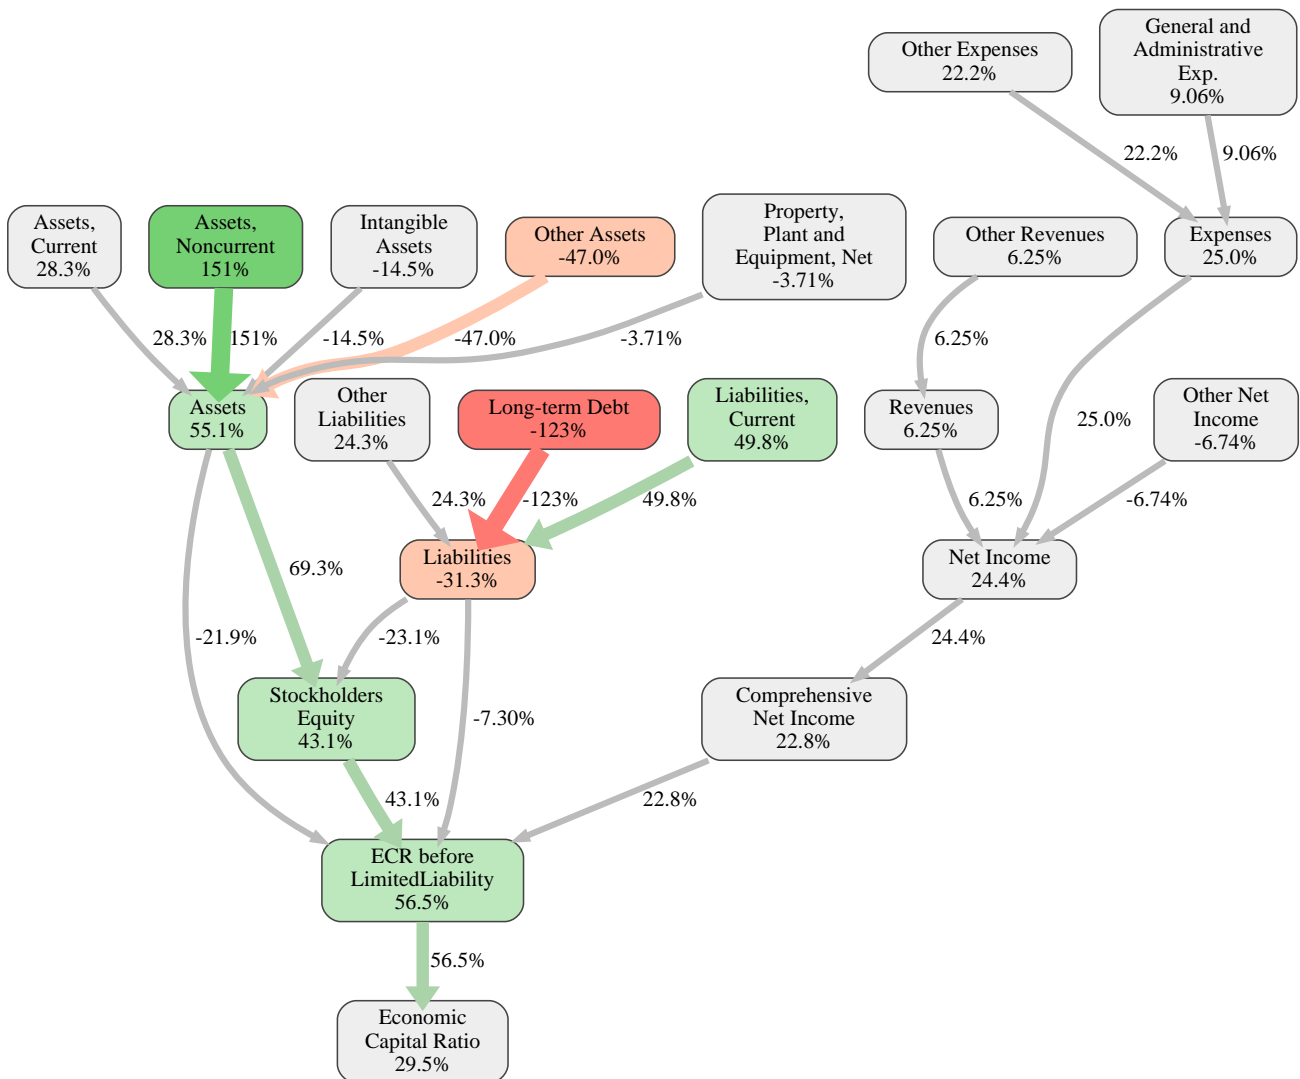 Other Expenses
22.2%
General and
Administrative
Exp.
9.06%
22.2%
9.06%
Assets,
Current
28.3%
Assets,
Noncurrent
151%
Intangible
Assets
-14.5%
Other Assets
-47.0%
Property,
Plant and
Equipment, Net
-3.71%
Other Revenues
6.25%
Expenses
25.0%
28.3%
151%
-14.5%
-47.0%
-3.71%
6.25%
25.0%
Assets
55.1%
Other
Liabilities
24.3%
Long-term Debt
-123%
Liabilities,
Current
49.8%
Revenues
6.25%
Other Net
Income
-6.74%
24.3%
-123%
49.8%
6.25%
-6.74%
69.3%
Liabilities
-31.3%
Net Income
24.4%
-21.9%
-23.1%
24.4%
Stockholders
Equity
43.1%
-7.30%
Comprehensive
Net Income
22.8%
43.1%
22.8%
ECR before
LimitedLiability
56.5%
56.5%
Economic
Capital Ratio
29.5%